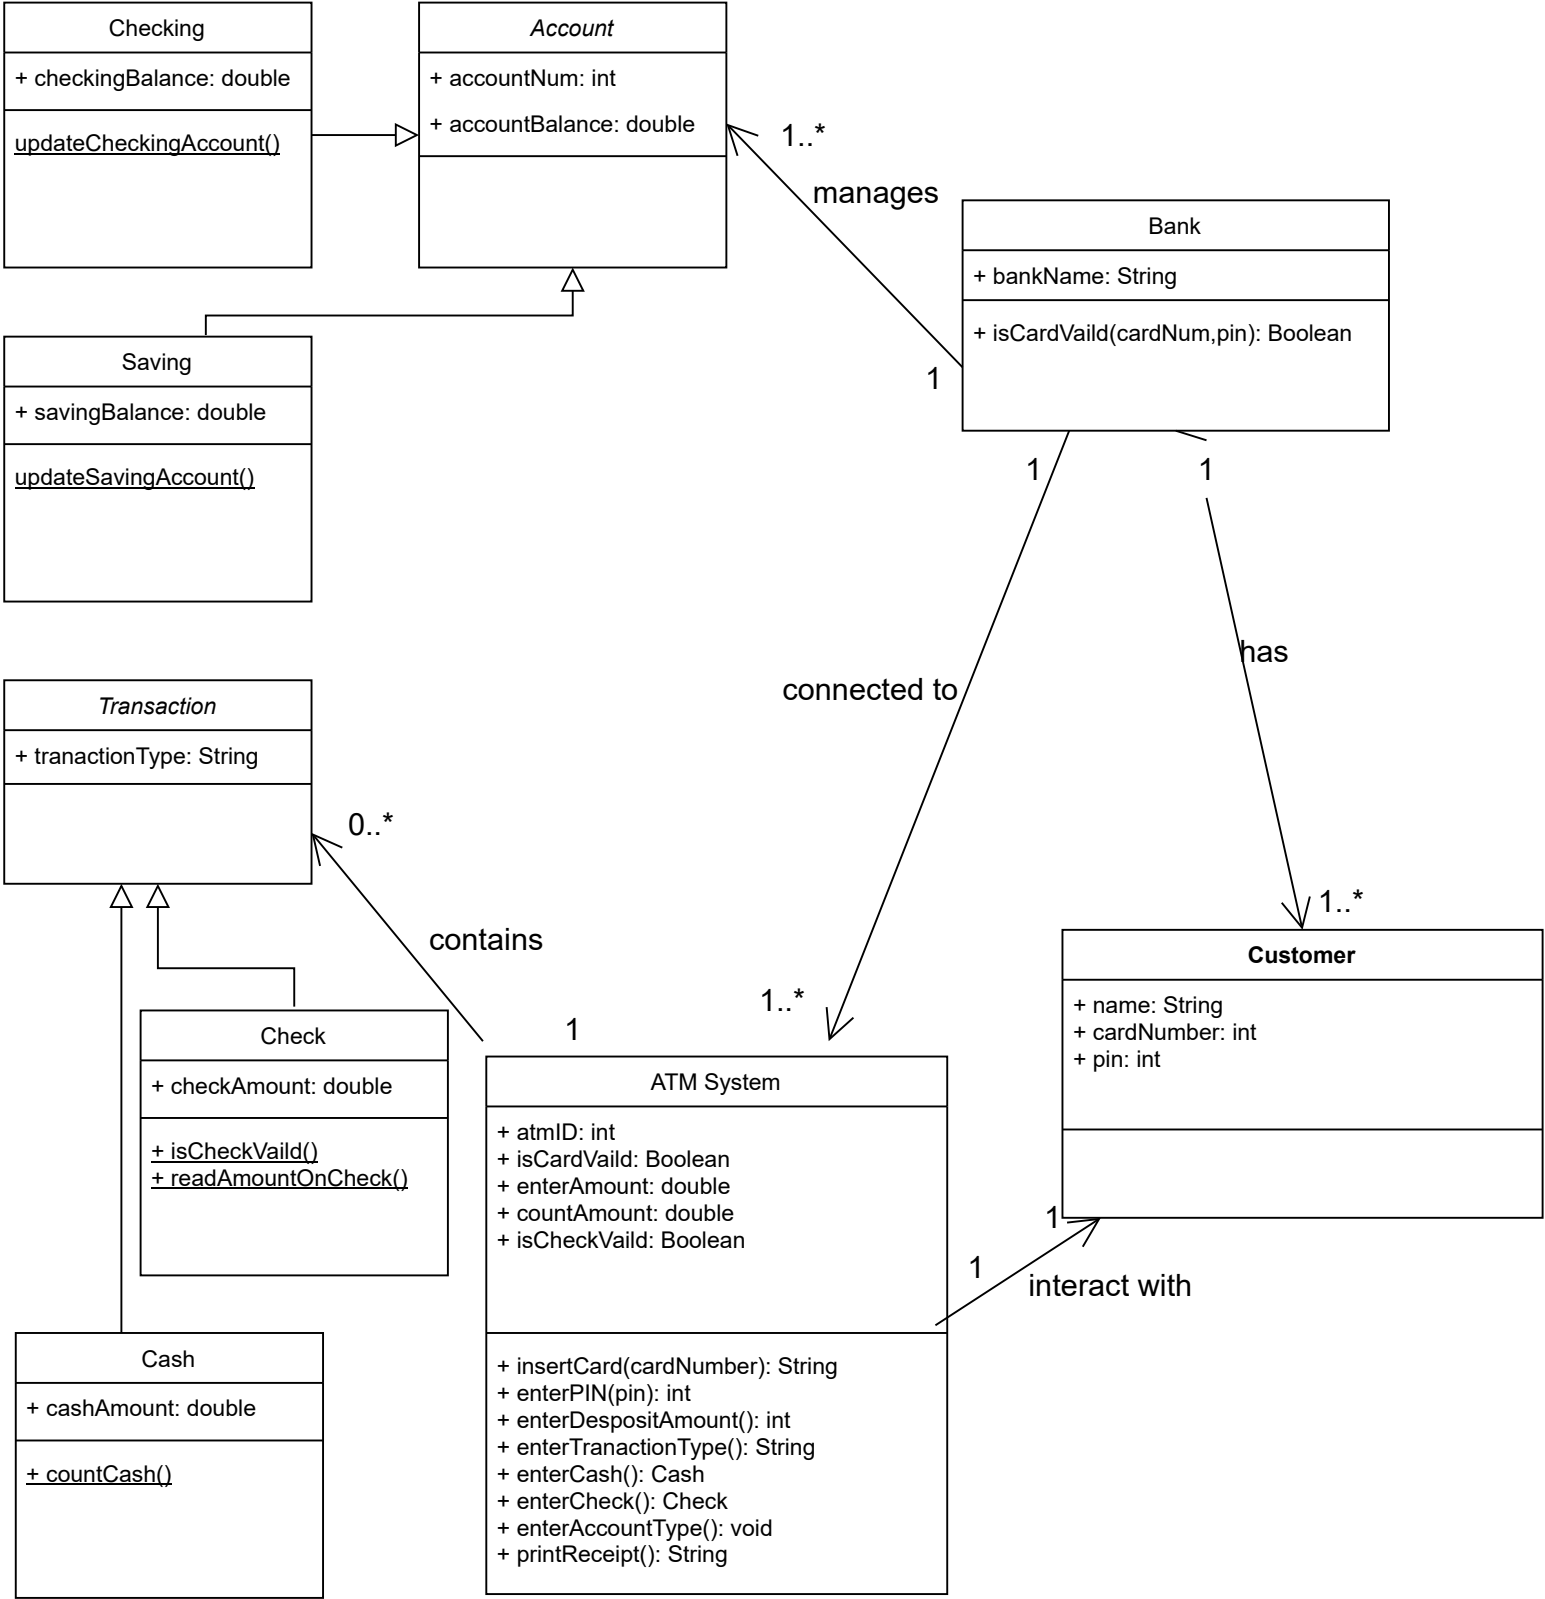 Checking
+ checkingBalance: double
updateCheckingAccount()
Account
+ accountNum: int
+ accountBalance: double
1..*
manages
1
Bank
+ bankName: String
+ isCardVaild(cardNum,pin): Boolean
Saving
+ savingBalance: double
updateSavingAccount()
1
1
connected to
has
1..*
1..*
Transaction
+ tranactionType: String
0..*
contains
1
Check
+ checkAmount: double
+ isCheckVaild()
+ readAmountOnCheck()
Cash
+ cashAmount: double
+ countCash()
ATM System
+ atmID: int
+ isCardVaild: Boolean
+ enterAmount: double
+ countAmount: double
+ isCheckVaild: Boolean
+ insertCard(cardNumber): String
+ enterPIN(pin): int
+ enterDespositAmount(): int
+ enterTranactionType(): String
+ enterCash(): Cash
+ enterCheck(): Check
+ enterAccountType(): void
+ printReceipt(): String
Customer
+ name: String
+ cardNumber: int
+ pin: int
1
1
interact with